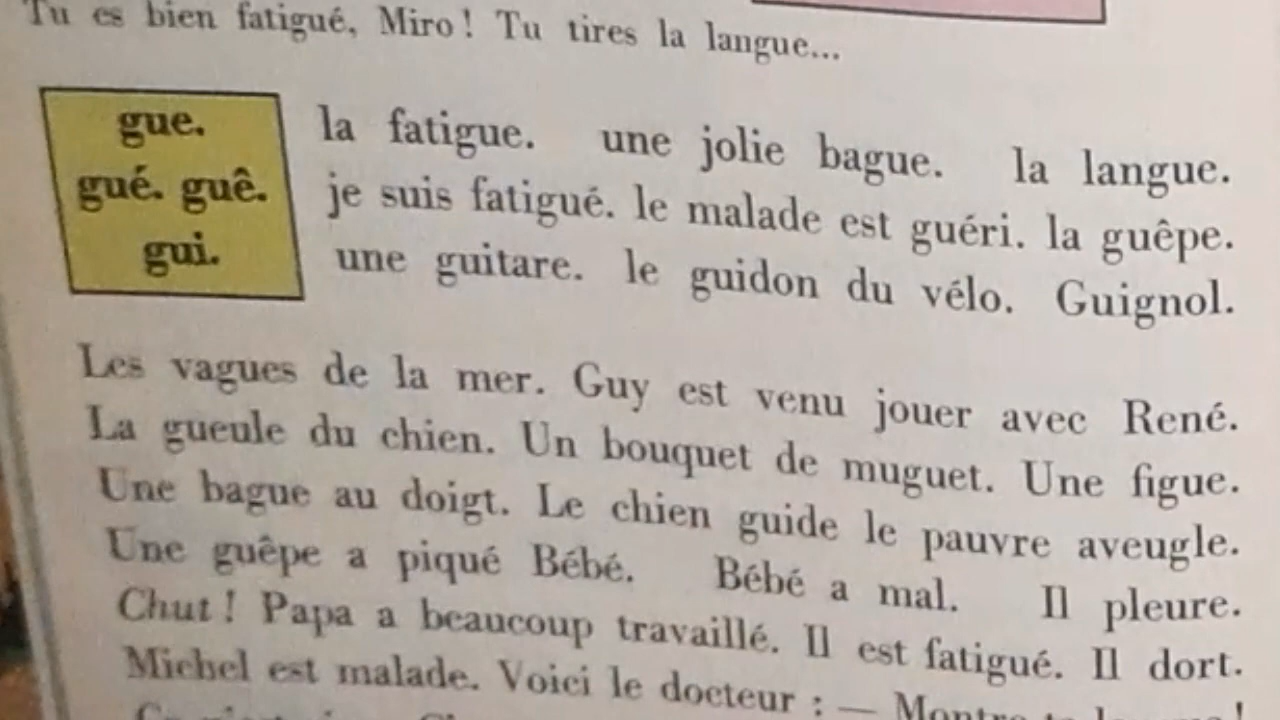 Tu es bien fatigué, Miro ! Tu tires la langue...
gue.
gué. guê.
gui.
la fatigue. une jolie bague. la langue.
je suis fatigué. le malade est guéri. la guêpe.
une guitare. le guidon du vélo. Guignol.
Les vagues de la mer. Guy est venu jouer avec René.
La gueule du chien. Un bouquet de muguet. Une figue.
Une bague au doigt. Le chien guide le pauvre aveugle.
Une guêpe a piqué Bébé. Bébé a mal. Il pleure.
Chut ! Papa a beaucoup travaillé. Il est fatigué. Il dort.
Michel est malade. Voici le docteur : — Montre ta langue !